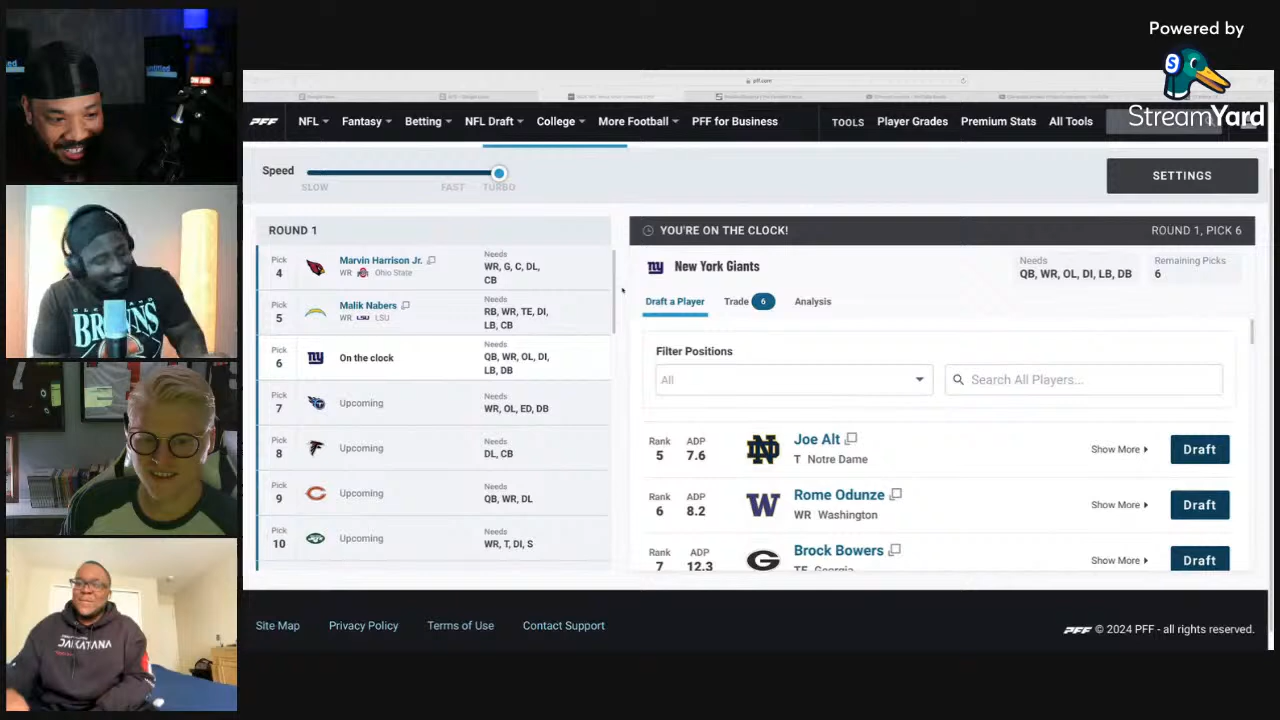 Powered by
StreamYard
pff.com
PFF
NFL
Fantasy
Betting
NFL Draft
College
More Football
PFF for Business
TOOLS
Player Grades
Premium Stats
All Tools
Speed
SLOW
FAST
TURBO
SETTINGS
ROUND 1
Pick
4
Marvin Harrison Jr.
WR
Ohio State
Needs
WR, G, C, DL,
CB
Pick
5
Malik Nabers
WR
LSU
LSU
Needs
RB, WR, TE, DI,
LB, CB
Pick
6
On the clock
Needs
QB, WR, OL, DI,
LB, DB
Pick
7
Upcoming
Needs
WR, OL, ED, DB
Pick
8
Upcoming
Needs
DL, CB
Pick
9
Upcoming
Needs
QB, WR, DL
Pick
10
Upcoming
Needs
WR, T, DI, S
YOU'RE ON THE CLOCK!
ROUND 1, PICK 6
ny
New York Giants
Needs
QB, WR, OL, DI, LB, DB
Remaining Picks
6
Draft a Player
Trade 6
Analysis
Filter Positions
All
Search All Players...
Rank
5
ADP
7.6
Joe Alt
T Notre Dame
Show More
Draft
Rank
6
ADP
8.2
W
Rome Odunze
WR Washington
Show More
Draft
Rank
7
ADP
12.3
G
Brock Bowers
TE Georgia
Show More
Draft
Site Map
Privacy Policy
Terms of Use
Contact Support
PFF © 2024 PFF - all rights reserved.
ON AIR
BROWNS